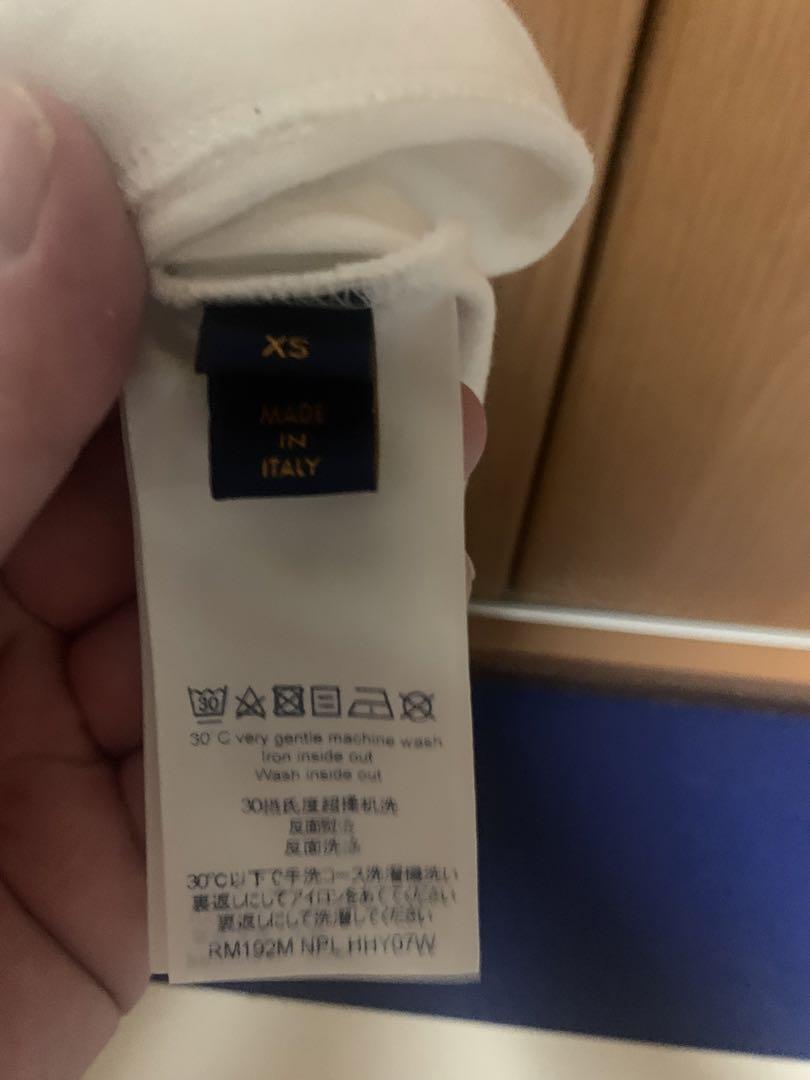 XS
MADE
IN
ITALY
30
30°C very gentle machine wash
Iron inside out
Wash inside out
30摄氏度超慢机洗
反面熨
反面洗
30℃以下で手洗コース洗濯機洗い
裏返しにしてアイロンをあててください
裏返しにして洗濯してください
RM192M NPL HHY07W